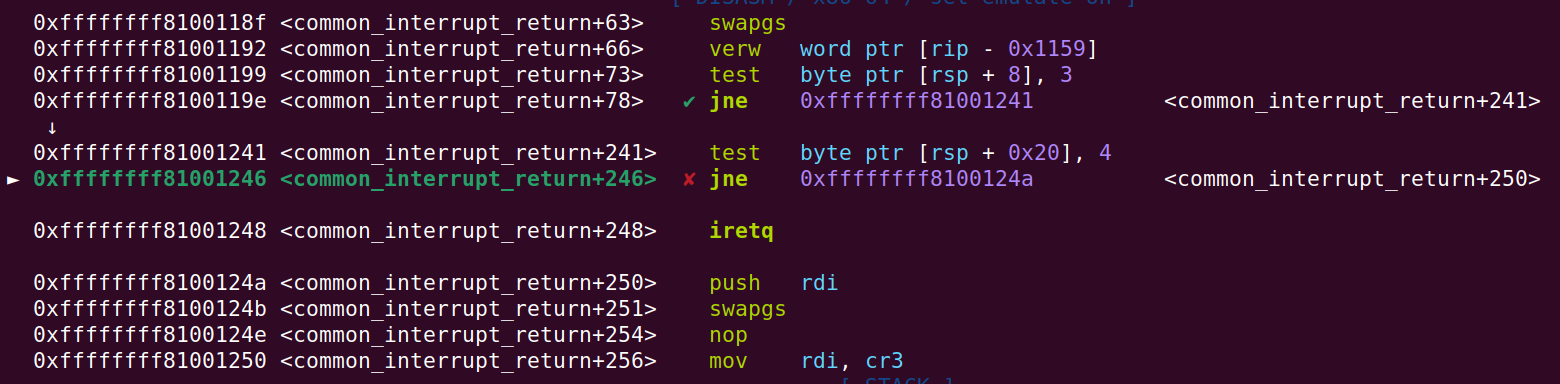 0xffffffff8100118f <common_interrupt_return+63> swapgs
0xffffffff81001192 <common_interrupt_return+66> verw word ptr [rip - 0x1159]
0xffffffff81001199 <common_interrupt_return+73> test byte ptr [rsp + 8], 3
0xffffffff8100119e <common_interrupt_return+78> ✔ jne 0xffffffff81001241 <common_interrupt_return+241>
↓
0xffffffff81001241 <common_interrupt_return+241> test byte ptr [rsp + 0x20], 4
► 0xffffffff81001246 <common_interrupt_return+246> ✘ jne 0xffffffff8100124a <common_interrupt_return+250>
0xffffffff81001248 <common_interrupt_return+248> iretq
0xffffffff8100124a <common_interrupt_return+250> push rdi
0xffffffff8100124b <common_interrupt_return+251> swapgs
0xffffffff8100124e <common_interrupt_return+254> nop
0xffffffff81001250 <common_interrupt_return+256> mov rdi, cr3